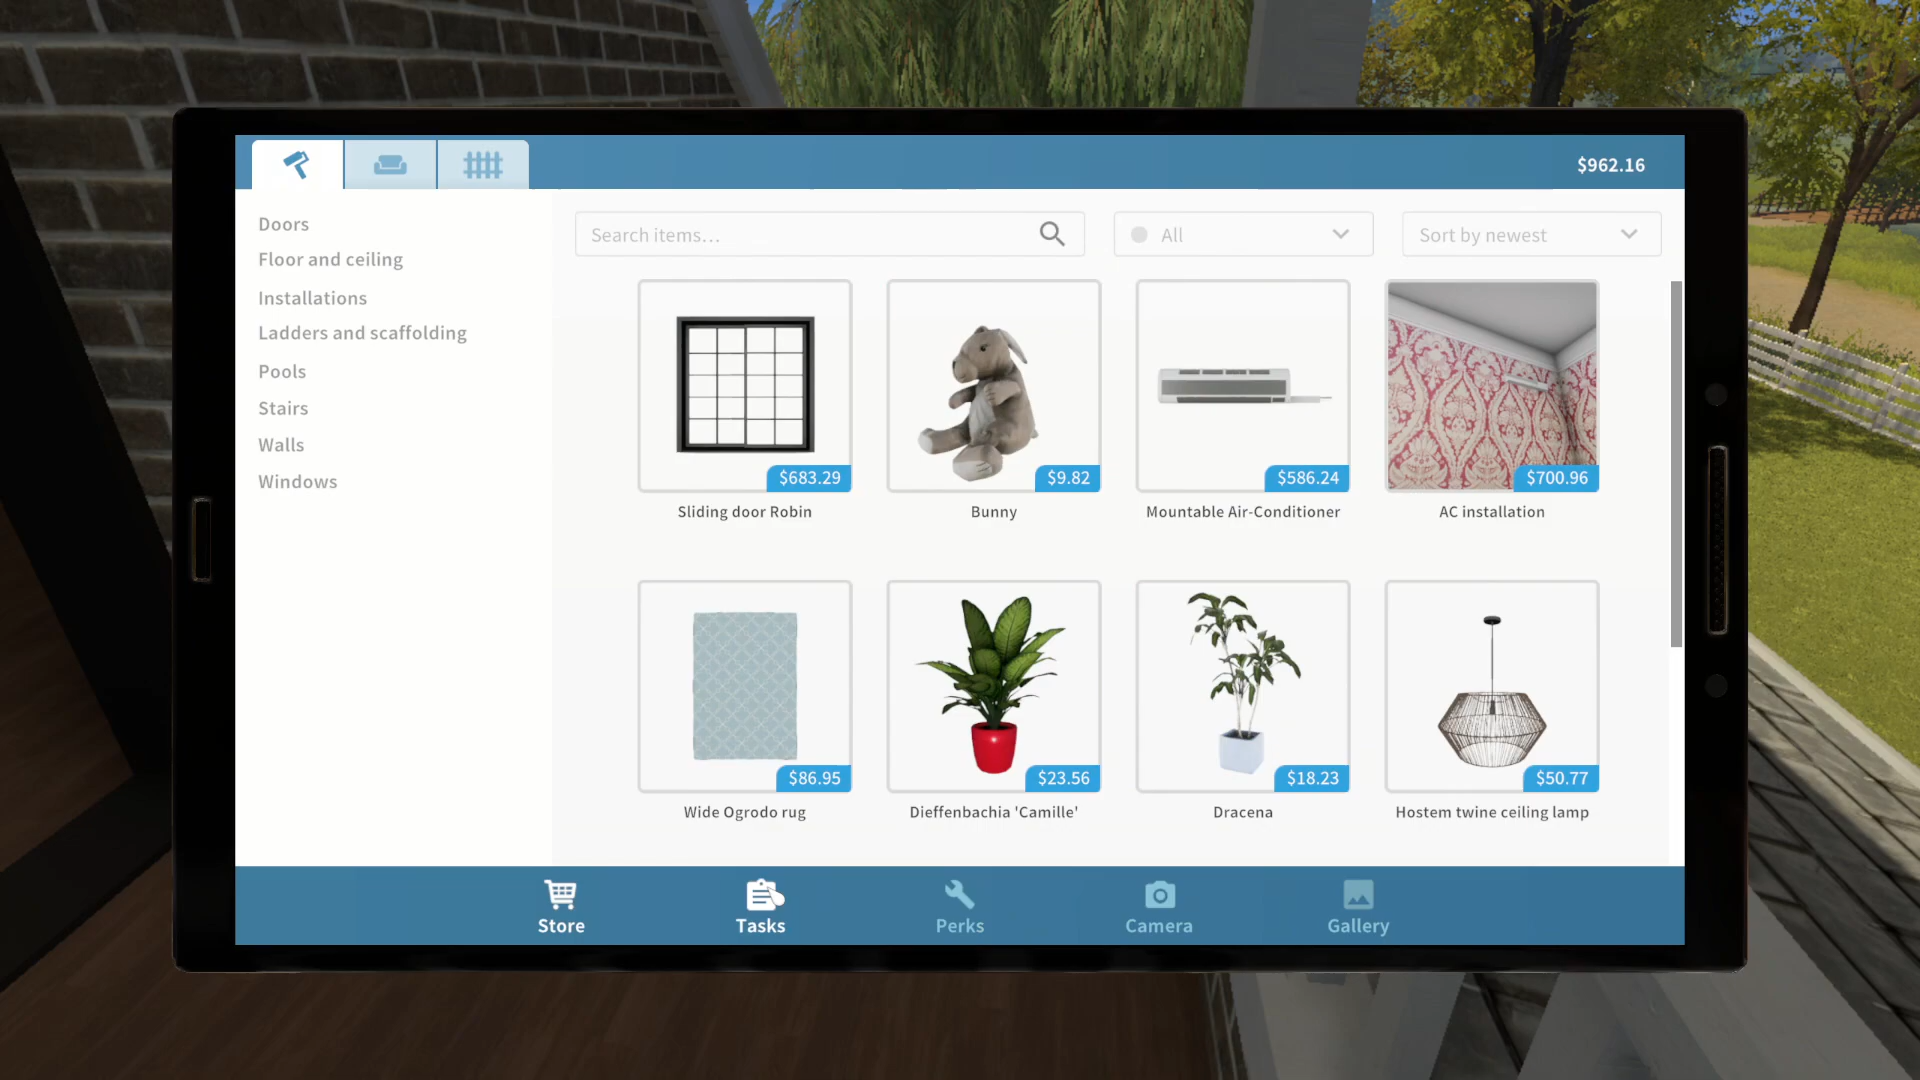 $962.16
Doors
Floor and ceiling
Installations
Ladders and scaffolding
Pools
Stairs
Walls
Windows
Search items...
All
Sort by newest
$683.29
$9.82
$586.24
$700.96
Sliding door Robin
Bunny
Mountable Air-Conditioner
AC installation
$86.95
$23.56
$18.23
$50.77
Wide Ogrodo rug
Dieffenbachia 'Camille'
Dracena
Hostem twine ceiling lamp
Store
Tasks
Perks
Camera
Gallery